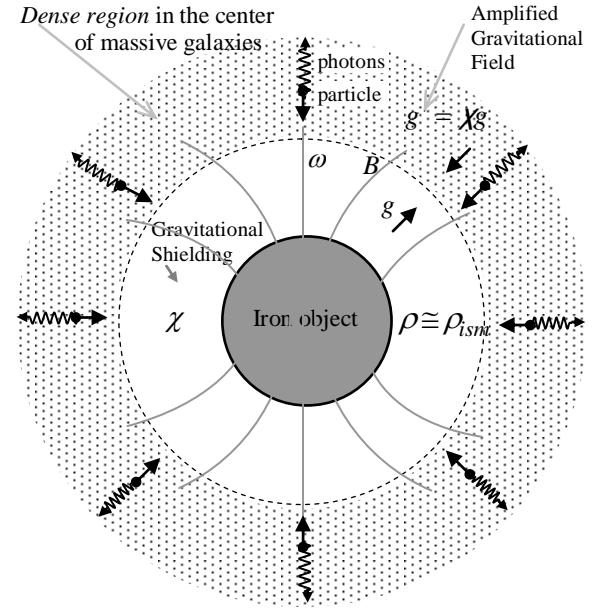 Dense region in the center
of massive galaxies
Amplified
Gravitational
Field
photons
particle
g = χg
ω
B
g
Gravitational
Shielding
χ
Iron object
ρ ≅ ρism